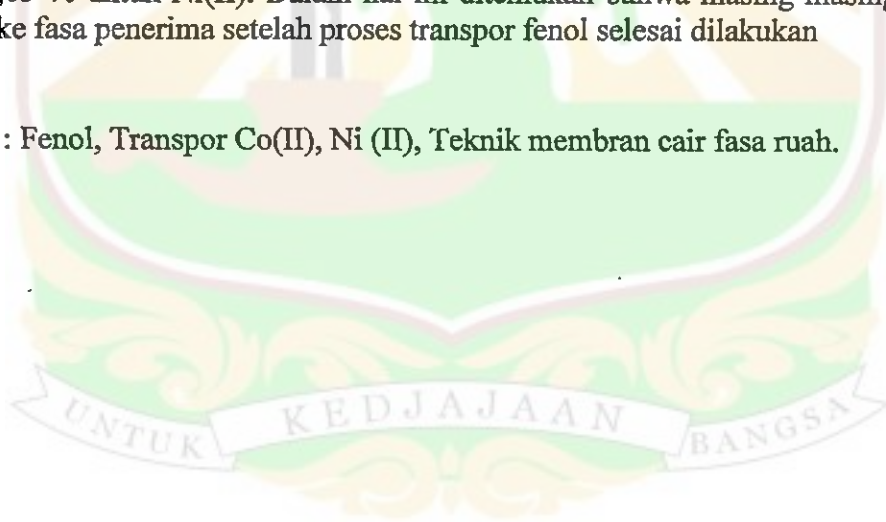 ke fasa penerima setelah proses transpor fenol selesai dilakukan
: Fenol, Transpor Co(II), Ni (II), Teknik membran cair fasa ruah.
UNTUK KEDJAJAAN BANGSA